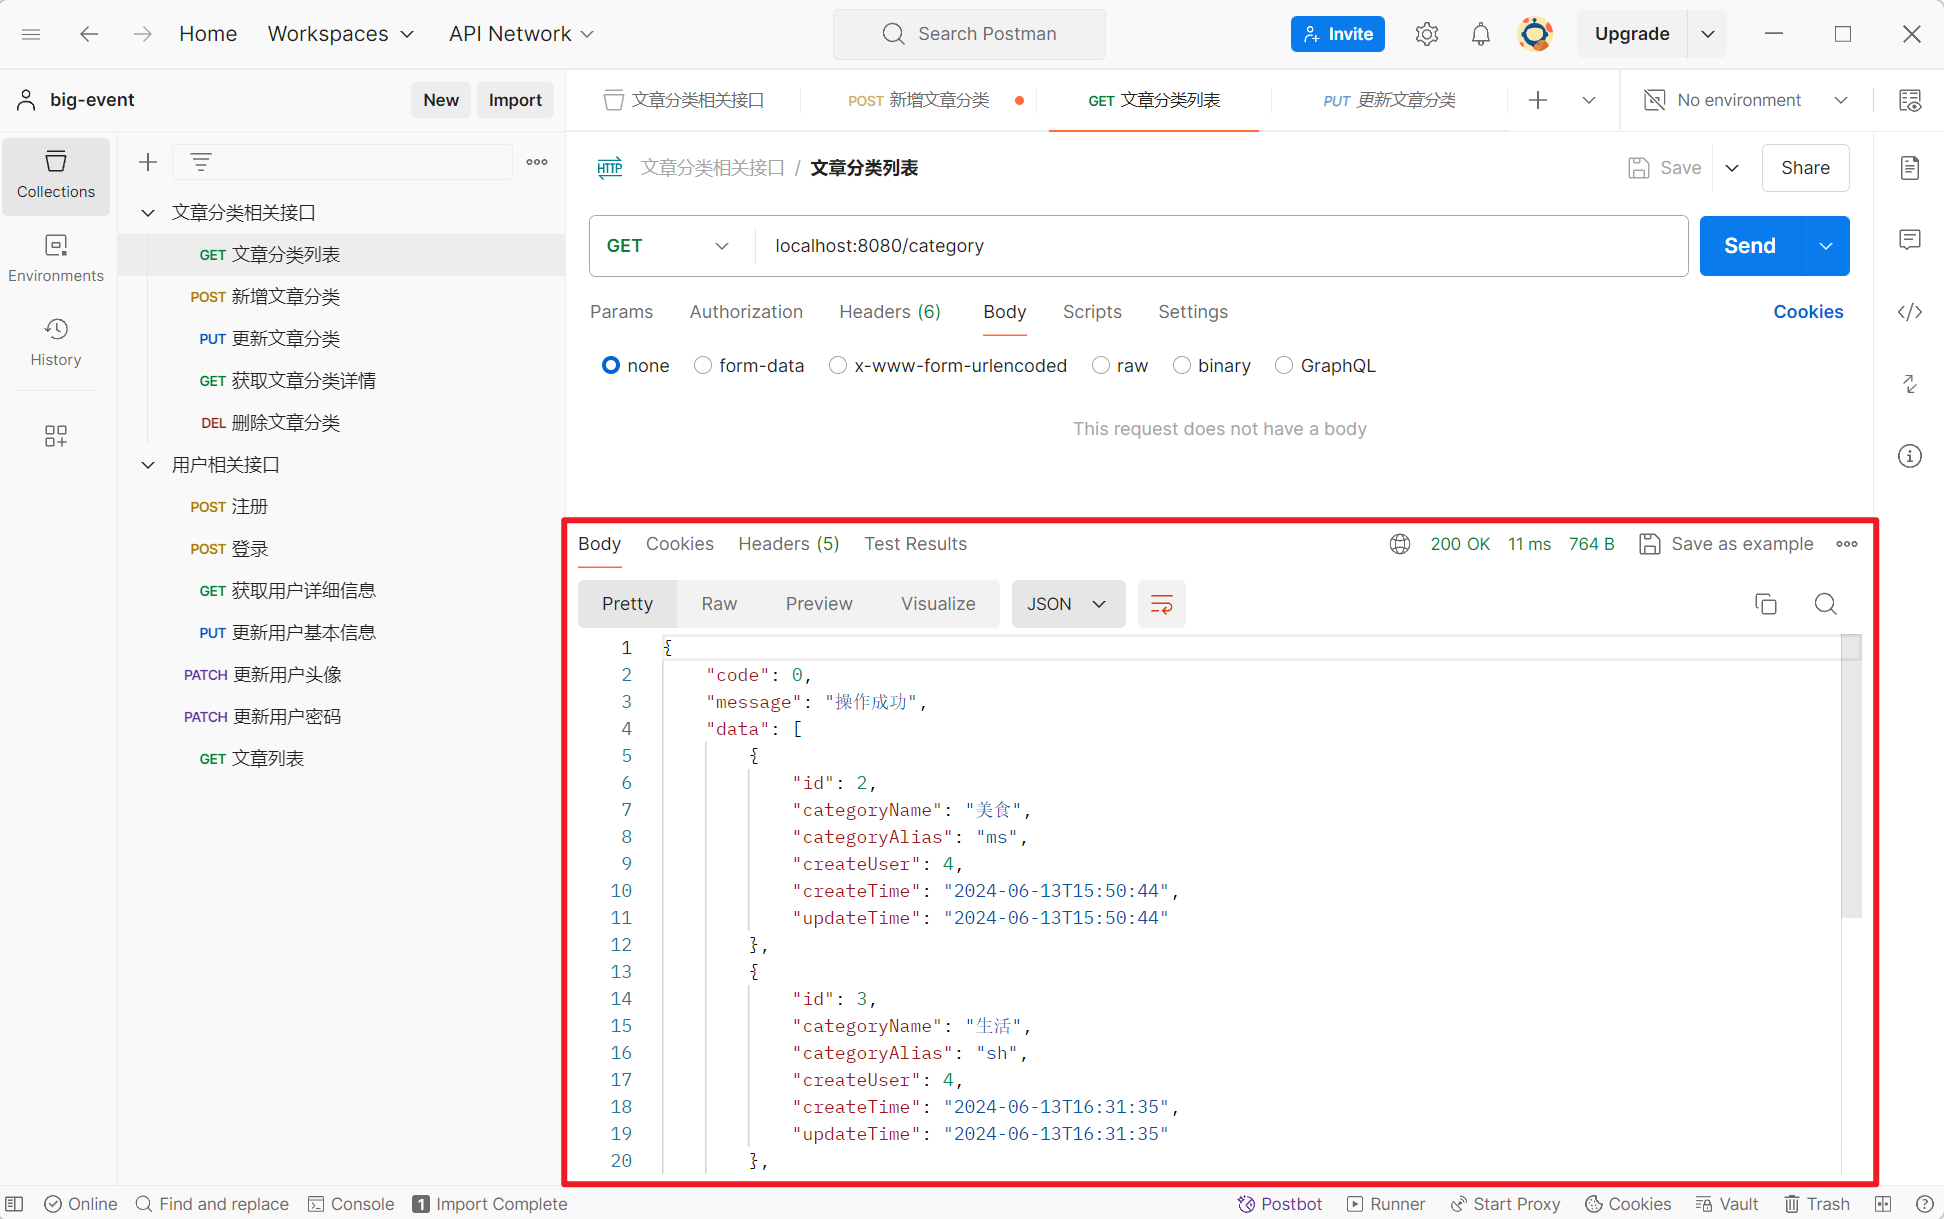 Home Workspaces API Network Search Postman Invite Upgrade
big-event New Import
文章分类相关接口 POST 新增文章分类 GET 文章分类列表 PUT 更新文章分类 No environment
Collections
Environments
History
文章分类相关接口
GET 文章分类列表
POST 新增文章分类
PUT 更新文章分类
GET 获取文章分类详情
DEL 删除文章分类
用户相关接口
POST 注册
POST 登录
GET 获取用户详细信息
PUT 更新用户基本信息
PATCH 更新用户头像
PATCH 更新用户密码
GET 文章列表
HTTP 文章分类相关接口 / 文章分类列表 Save Share
GET localhost:8080/category Send
Params Authorization Headers (6) Body Scripts Settings Cookies
none form-data x-www-form-urlencoded raw binary GraphQL
This request does not have a body
Body Cookies Headers (5) Test Results 200 OK 11 ms 764 B Save as example
Pretty Raw Preview Visualize JSON
1 {
2 "code": 0,
3 "message": "操作成功",
4 "data": [
5 {
6 "id": 2,
7 "categoryName": "美食",
8 "categoryAlias": "ms",
9 "createUser": 4,
10 "createTime": "2024-06-13T15:50:44",
11 "updateTime": "2024-06-13T15:50:44"
12 },
13 {
14 "id": 3,
15 "categoryName": "生活",
16 "categoryAlias": "sh",
17 "createUser": 4,
18 "createTime": "2024-06-13T16:31:35",
19 "updateTime": "2024-06-13T16:31:35"
20 },
Online Find and replace Console 1 Import Complete Postbot Runner Start Proxy Cookies Vault Trash